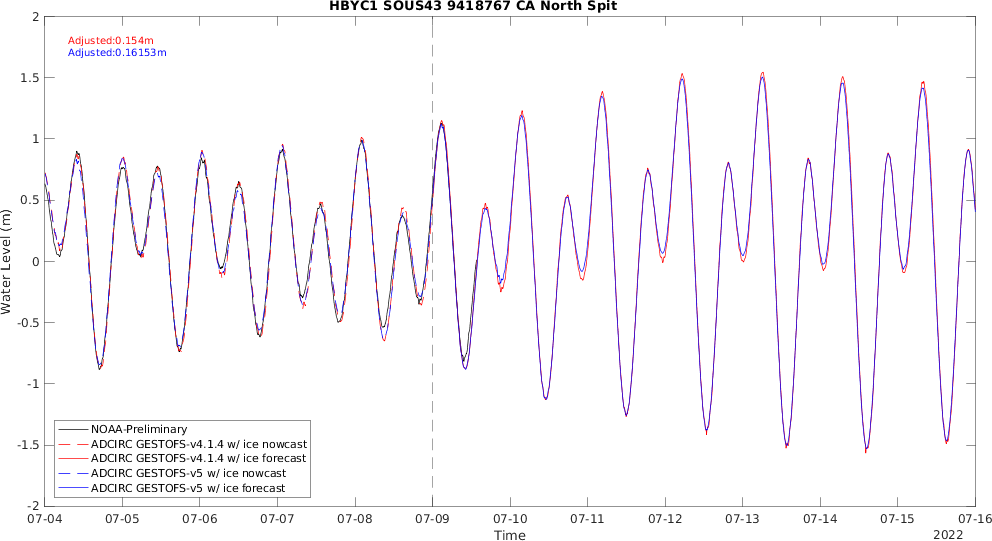 HBYC1 SOUS43 9418767 CA North Spit
Adjusted:0.154m
Adjusted:0.16153m
2
1.5
1
0.5
0
-0.5
-1
-1.5
-2
Water Level (m)
NOAA-Preliminary
ADCIRC GESTOFS-v4.1.4 w/ ice nowcast
ADCIRC GESTOFS-v4.1.4 w/ ice forecast
ADCIRC GESTOFS-v5 w/ ice nowcast
ADCIRC GESTOFS-v5 w/ ice forecast
07-04 07-05 07-06 07-07 07-08 07-09 07-10 07-11 07-12 07-13 07-14 07-15 07-16
Time
2022